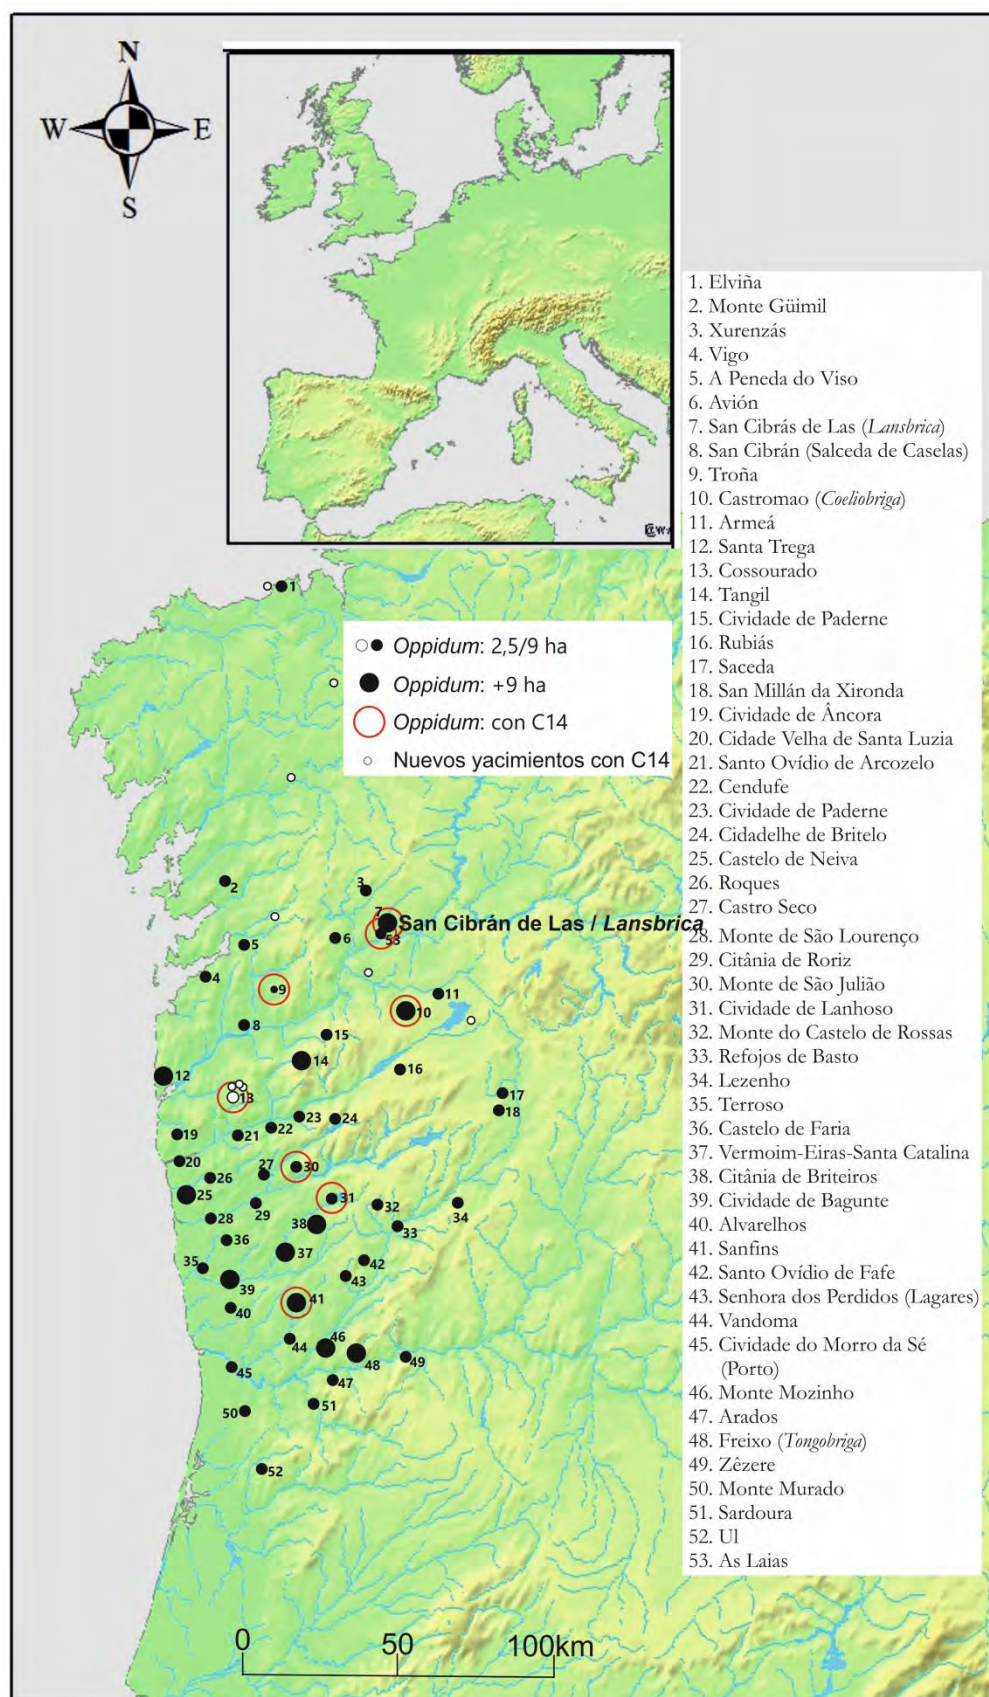 N
W
E
S
1. Elviña
2. Monte Güimil
3. Xurenzás
4. Vigo
5. A Peneda do Viso
6. Avión
7. San Cibrás de Las (Lansbrica)
8. San Cibrán (Salceda de Caselas)
9. Troña
10. Castromao (Coeliobriga)
11. Armeá
12. Santa Trega
13. Cossourado
14. Tangil
15. Cividade de Paderne
16. Rubiás
17. Saceda
18. San Millán da Xironda
19. Cividade de Âncora
20. Cidade Velha de Santa Luzia
21. Santo Ovídio de Arcozelo
22. Cendufe
23. Cividade de Paderne
24. Cidadelhe de Britelo
25. Castelo de Neiva
26. Roques
27. Castro Seco
28. Monte de São Lourenço
29. Citânia de Roriz
30. Monte de São Julião
31. Cividade de Lanhoso
32. Monte do Castelo de Rossas
33. Refojos de Basto
34. Lezenho
35. Terroso
36. Castelo de Faria
37. Vermoim-Eiras-Santa Catalina
38. Citânia de Briteiros
39. Cividade de Bagunte
40. Alvarelhos
41. Sanfins
42. Santo Ovídio de Fafe
43. Senhora dos Perdidos (Lagares)
44. Vandoma
45. Cividade do Morro da Sé
(Porto)
46. Monte Mozinho
47. Arados
48. Freixo (Tongobriga)
49. Zêzere
50. Monte Murado
51. Sardoura
52. Ul
53. As Laias
Oppidum: 2,5/9 ha
Oppidum: +9 ha
Oppidum: con C14
Nuevos yacimientos con C14
1
2
3
7
San Cibrán de Las / Lansbrica
53
6
5
4
9
11
10
8
15
14
16
12
13
17
18
23
24
22
21
19
20
27
30
26
25
29
31
32
34
28
38
33
36
37
35
42
43
39
40
41
44
46
48
49
45
47
51
50
52
0
50
100km